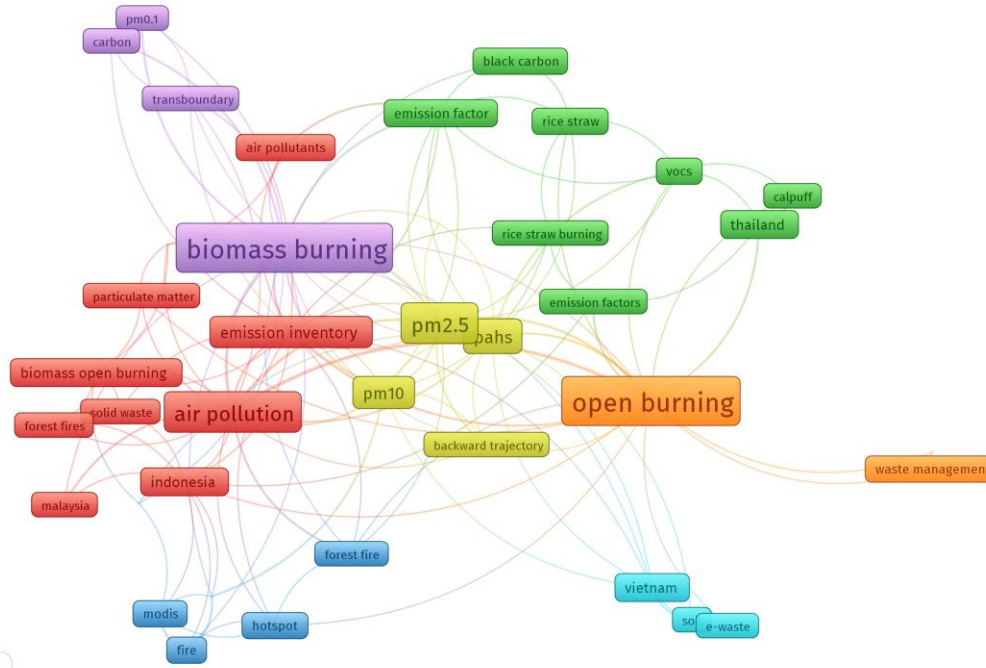 pm0.1
carbon
black carbon
transboundary
emission factor
rice straw
air pollutants
vocs
calpuff
thailand
rice straw burning
biomass burning
particulate matter
emission factors
emission inventory
pm2.5
pahs
biomass open burning
pm10
open burning
solid waste
air pollution
forest fires
backward trajectory
waste managemen
indonesia
malaysia
forest fire
vietnam
modis
hotspot
so
e-waste
fire